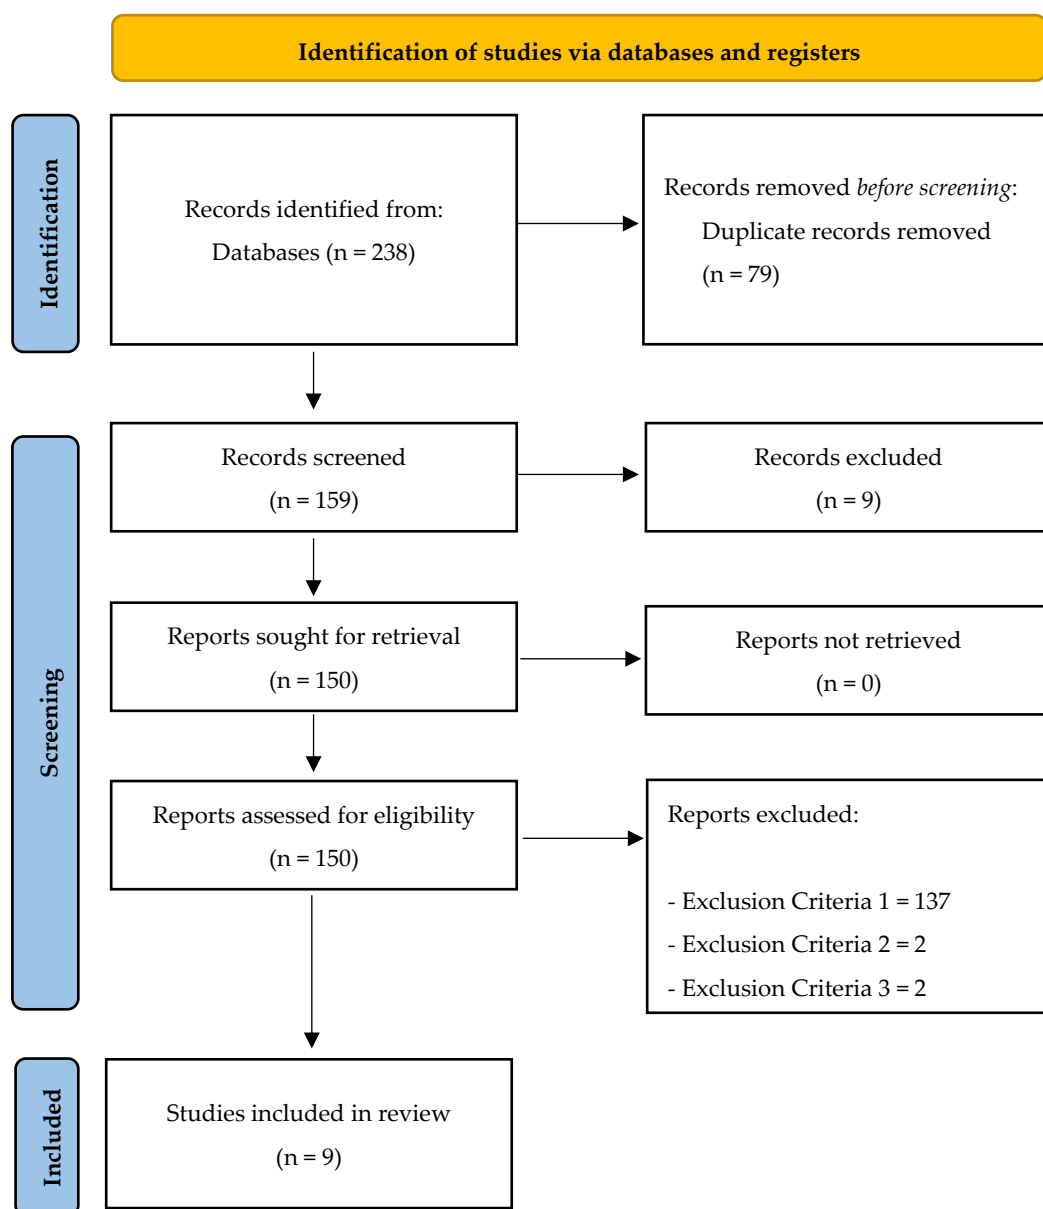 Identification of studies via databases and registers
Identification
Records identified from:
Databases (n = 238)
Records removed before screening:
Duplicate records removed
(n = 79)
Screening
Records screened
(n = 159)
Records excluded
(n = 9)
Reports sought for retrieval
(n = 150)
Reports not retrieved
(n = 0)
Reports assessed for eligibility
(n = 150)
Reports excluded:
- Exclusion Criteria 1 = 137
- Exclusion Criteria 2 = 2
- Exclusion Criteria 3 = 2
Included
Studies included in review
(n = 9)